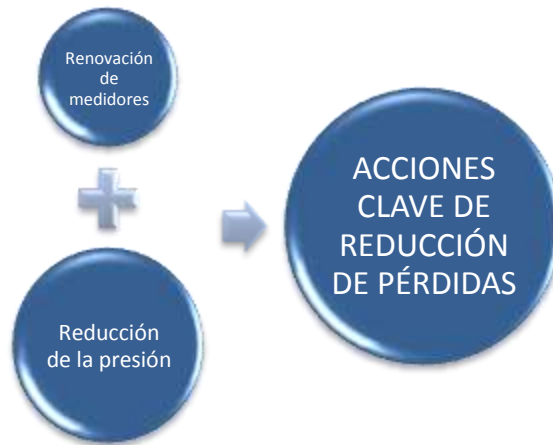 Renovación
de
medidores
Reducción
de la presión
ACCIONES
CLAVE DE
REDUCCIÓN
DE PÉRDIDAS